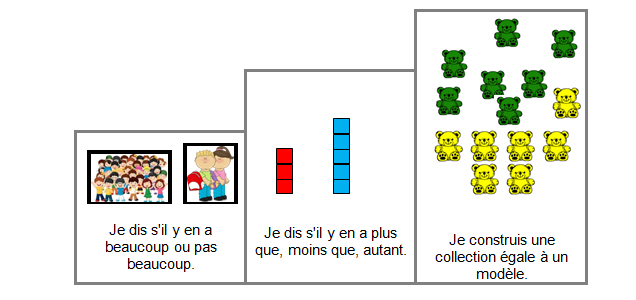 Je dis s'il y en a
beaucoup ou pas
beaucoup.
Je dis s'il y en a plus
que, moins que, autant.
Je construis une
collection égale à un
modèle.